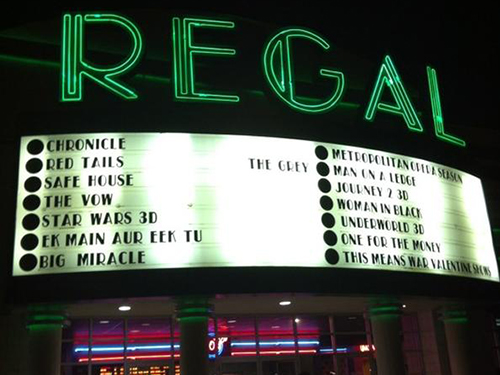 REGAL
CHRONICLE
RED TAILS
SAFE HOUSE
THE VOW
STAR WARS 3D
EK MAIN AUR EEK TU
BIG MIRACLE
THE GREY
METROPOLITAN OPERA SEASON
MAN ON A LEDGE
JOURNEY 2 3D
WOMAN IN BLACK
UNDERWORLD 3D
ONE FOR THE MONEY
THIS MEANS WAR VALENTINE SHOWS